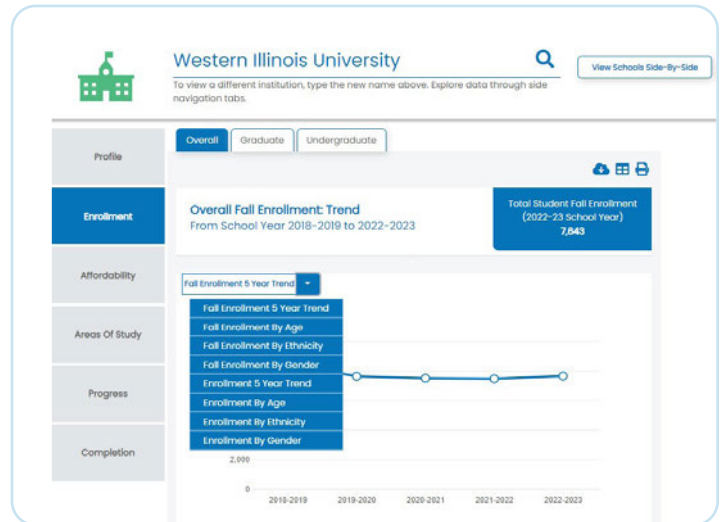 Western Illinois University
View Schools Side-By-Side
To view a different institution, type the new name above. Explore data through side
navigation tabs.
Profile
Enrollment
Affordability
Areas Of Study
Progress
Completion
Overall
Graduate
Undergraduate
Overall Fall Enrollment: Trend
From School Year 2018-2019 to 2022-2023
Total Student Fall Enrollment
(2022-23 School Year)
7,643
Fall Enrollment 5 Year Trend
Fall Enrollment 5 Year Trend
Fall Enrollment By Age
Fall Enrollment By Ethnicity
Fall Enrollment By Gender
Enrollment 5 Year Trend
Enrollment By Age
Enrollment By Ethnicity
Enrollment By Gender
2,000
0
2018-2019
2019-2020
2020-2021
2021-2022
2022-2023